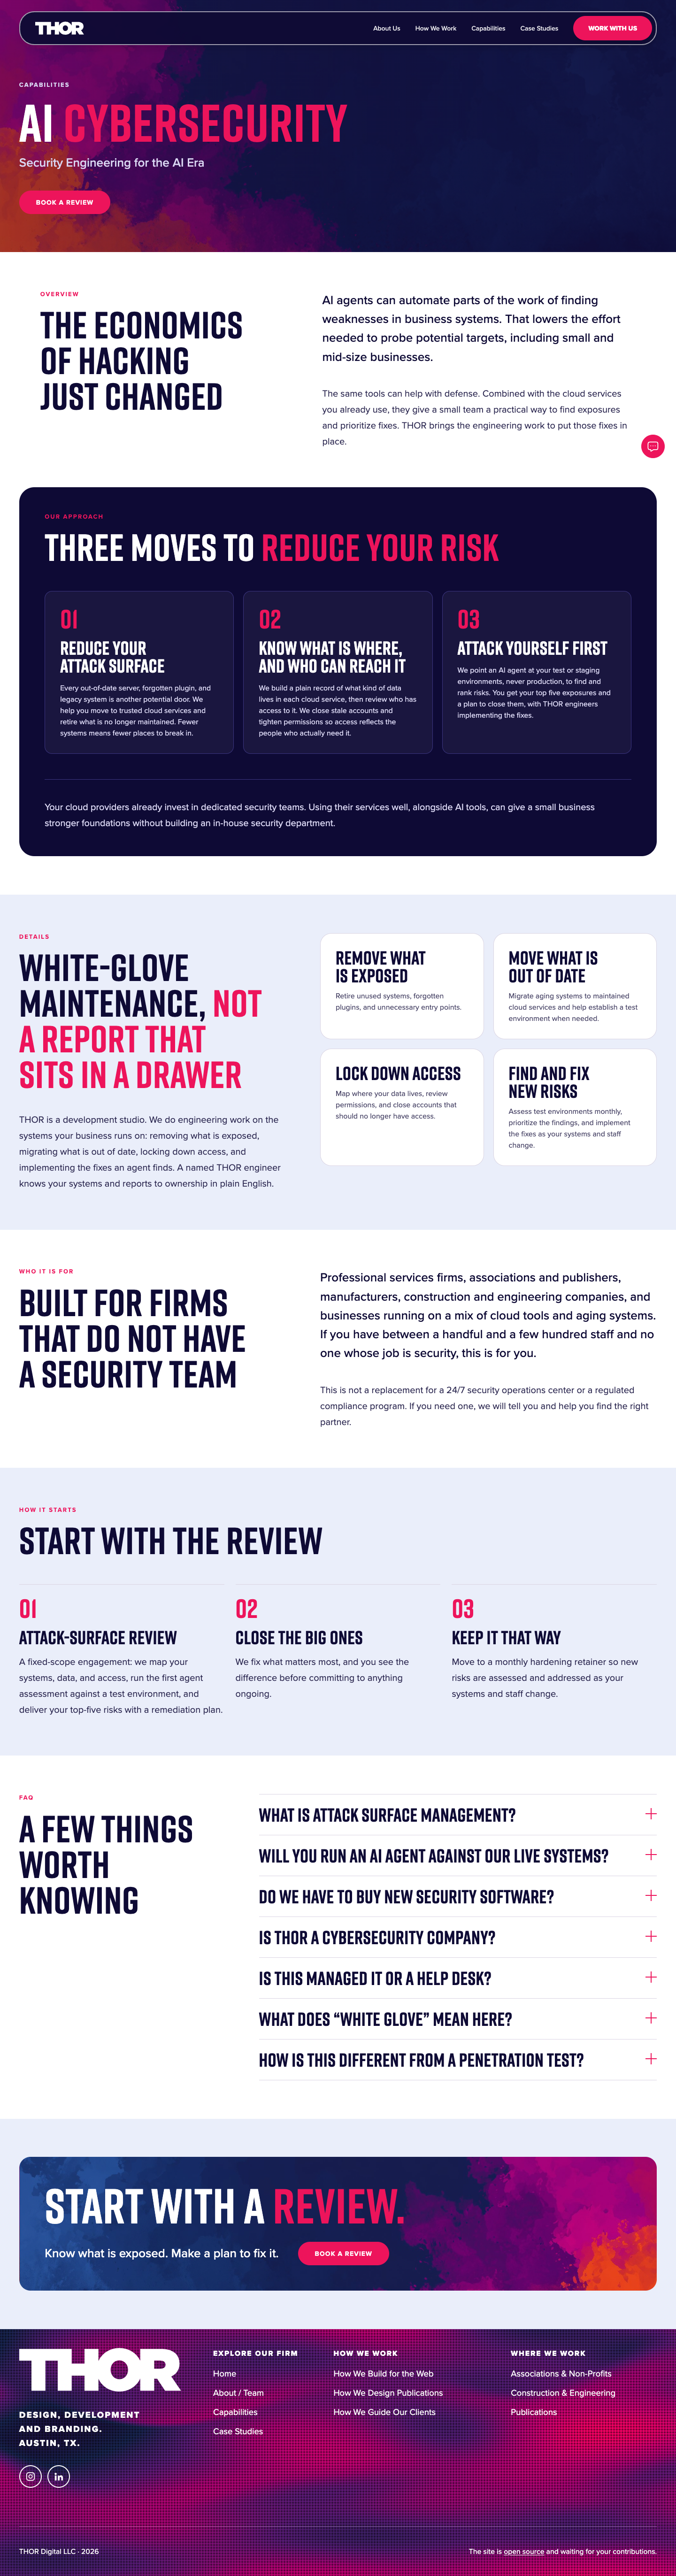 THOR
About Us
How We Work
Capabilities
Case Studies
WORK WITH US
CAPABILITIES
AI CYBERSECURITY
Security Engineering for the AI Era
BOOK A REVIEW
OVERVIEW
THE ECONOMICS
OF HACKING
JUST CHANGED
AI agents can automate parts of the work of finding
weaknesses in business systems. That lowers the effort
needed to probe potential targets, including small and
mid-size businesses.
The same tools can help with defense. Combined with the cloud services
you already use, they give a small team a practical way to find exposures
and prioritize fixes. THOR brings the engineering work to put those fixes in
place.
OUR APPROACH
THREE MOVES TO REDUCE YOUR RISK
01
REDUCE YOUR
ATTACK SURFACE
Every out-of-date server, forgotten plugin, and
legacy system is another potential door. We
help you move to trusted cloud services and
retire what is no longer maintained. Fewer
systems means fewer places to break in.
02
KNOW WHAT IS WHERE,
AND WHO CAN REACH IT
We build a plain record of what kind of data
lives in each cloud service, then review who has
access to it. We close stale accounts and
tighten permissions so access reflects the
people who actually need it.
03
ATTACK YOURSELF FIRST
We point an AI agent at your test or staging
environments, never production, to find and
rank risks. You get your top five exposures and
a plan to close them, with THOR engineers
implementing the fixes.
Your cloud providers already invest in dedicated security teams. Using their services well, alongside AI tools, can give a small business
stronger foundations without building an in-house security department.
DETAILS
WHITE-GLOVE
MAINTENANCE, NOT
A REPORT THAT
SITS IN A DRAWER
THOR is a development studio. We do engineering work on the
systems your business runs on: removing what is exposed,
migrating what is out of date, locking down access, and
implementing the fixes an agent finds. A named THOR engineer
knows your systems and reports to ownership in plain English.
REMOVE WHAT
IS EXPOSED
Retire unused systems, forgotten
plugins, and unnecessary entry points.
MOVE WHAT IS
OUT OF DATE
Migrate aging systems to maintained
cloud services and help establish a test
environment when needed.
LOCK DOWN ACCESS
Map where your data lives, review
permissions, and close accounts that
should no longer have access.
FIND AND FIX
NEW RISKS
Assess test environments monthly,
prioritize the findings, and implement
the fixes as your systems and staff
change.
WHO IT IS FOR
BUILT FOR FIRMS
THAT DO NOT HAVE
A SECURITY TEAM
Professional services firms, associations and publishers,
manufacturers, construction and engineering companies, and
businesses running on a mix of cloud tools and aging systems.
If you have between a handful and a few hundred staff and no
one whose job is security, this is for you.
This is not a replacement for a 24/7 security operations center or a regulated
compliance program. If you need one, we will tell you and help you find the right
partner.
HOW IT STARTS
START WITH THE REVIEW
01
ATTACK-SURFACE REVIEW
A fixed-scope engagement: we map your
systems, data, and access, run the first agent
assessment against a test environment, and
deliver your top-five risks with a remediation plan.
02
CLOSE THE BIG ONES
We fix what matters most, and you see the
difference before committing to anything
ongoing.
03
KEEP IT THAT WAY
Move to a monthly hardening retainer so new
risks are assessed and addressed as your
systems and staff change.
FAQ
A FEW THINGS
WORTH
KNOWING
WHAT IS ATTACK SURFACE MANAGEMENT?
WILL YOU RUN AN AI AGENT AGAINST OUR LIVE SYSTEMS?
DO WE HAVE TO BUY NEW SECURITY SOFTWARE?
IS THOR A CYBERSECURITY COMPANY?
IS THIS MANAGED IT OR A HELP DESK?
WHAT DOES “WHITE GLOVE” MEAN HERE?
HOW IS THIS DIFFERENT FROM A PENETRATION TEST?
START WITH A REVIEW.
Know what is exposed. Make a plan to fix it.
BOOK A REVIEW
THOR
DESIGN, DEVELOPMENT
AND BRANDING.
AUSTIN, TX.
in
EXPLORE OUR FIRM
Home
About / Team
Capabilities
Case Studies
HOW WE WORK
How We Build for the Web
How We Design Publications
How We Guide Our Clients
WHERE WE WORK
Associations & Non-Profits
Construction & Engineering
Publications
THOR Digital LLC · 2026
The site is open source and waiting for your contributions.